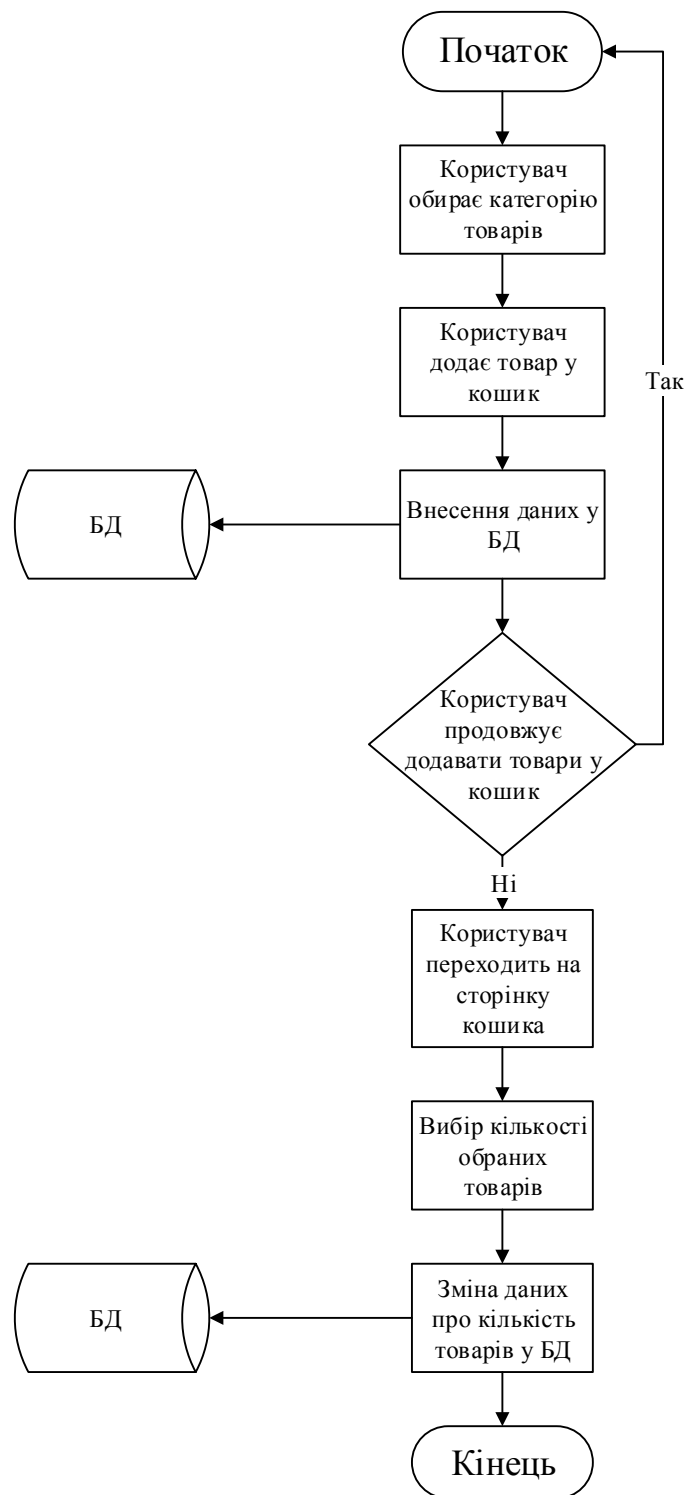 Початок
Користувач
обирає категорію
товарів
Користувач
додає товар у
кошик
Так
БД
Внесення даних у
БД
Користувач
продовжує
додавати товари у
кошик
Ні
Користувач
переходить на
сторінку
кошика
Вибір кількості
обраних
товарів
БД
Зміна даних
про кількість
товарів у БД
Кінець